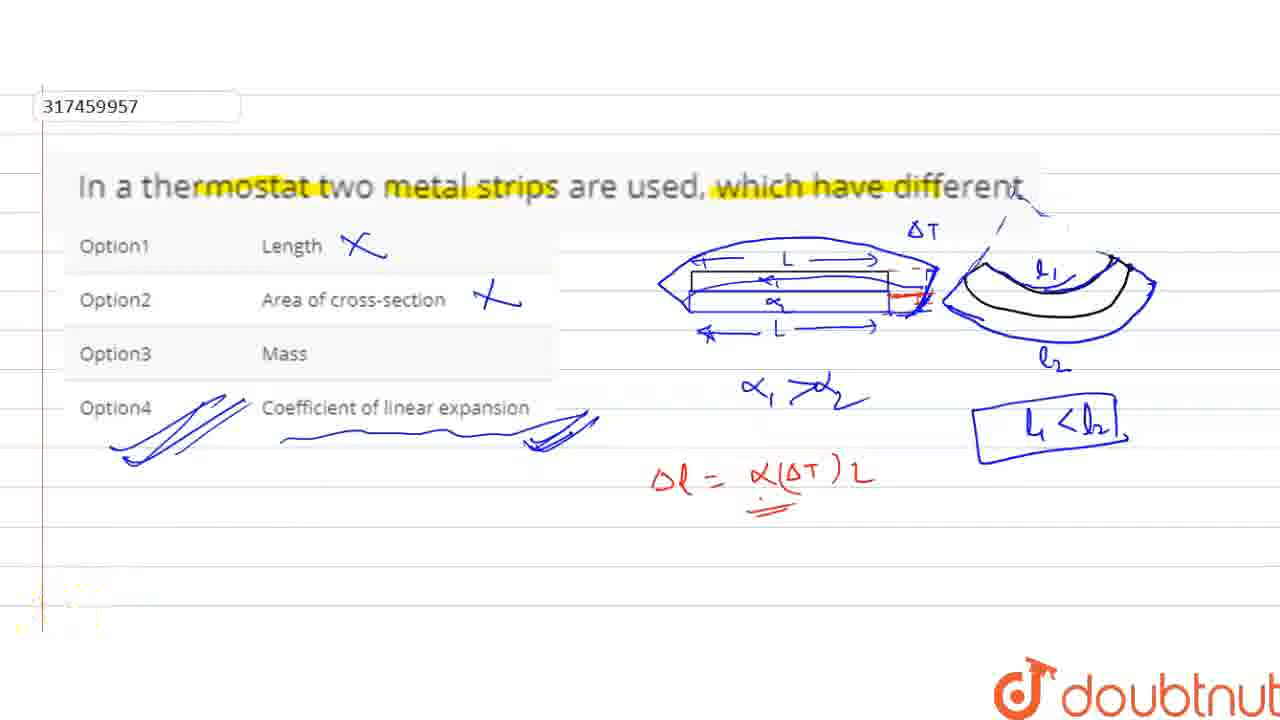 317459957
In a thermostat two metal strips are used, which have different
Option1 Length ×
Option2 Area of cross-section ×
Option3 Mass
Option4 Coefficient of linear expansion
ΔT
L
α₂
L
l₁
l₂
α₁ > α₂
l₁ < l₂
Δl = α(ΔT) L
doubtnut